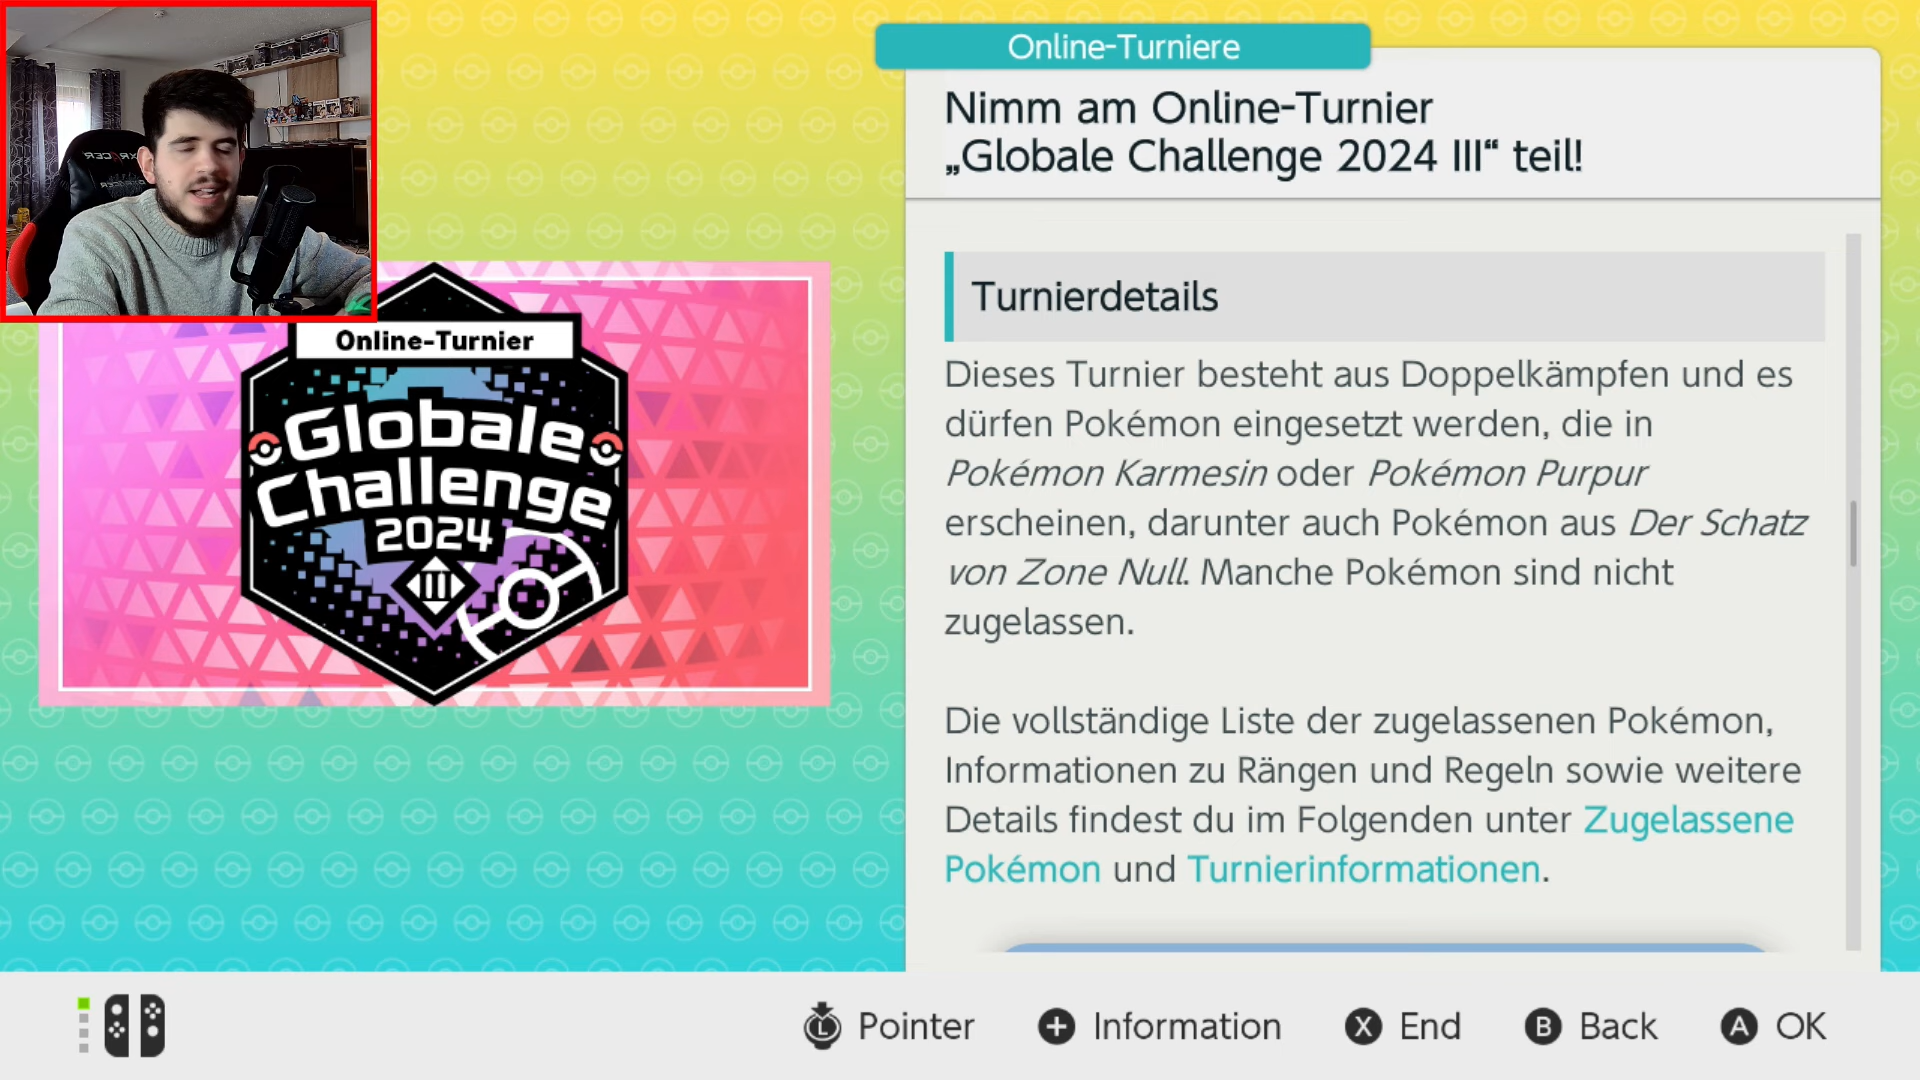 Online-Turniere
Nimm am Online-Turnier
„Globale Challenge 2024 III“ teil!
Turnierdetails
Dieses Turnier besteht aus Doppelkämpfen und es
dürfen Pokémon eingesetzt werden, die in
Pokémon Karmesin oder Pokémon Purpur
erscheinen, darunter auch Pokémon aus Der Schatz
von Zone Null. Manche Pokémon sind nicht
zugelassen.
Die vollständige Liste der zugelassenen Pokémon,
Informationen zu Rängen und Regeln sowie weitere
Details findest du im Folgenden unter Zugelassene
Pokémon und Turnierinformationen.
Online-Turnier
Globale
Challenge
2024
III
L Pointer
+ Information
X End
B Back
A OK